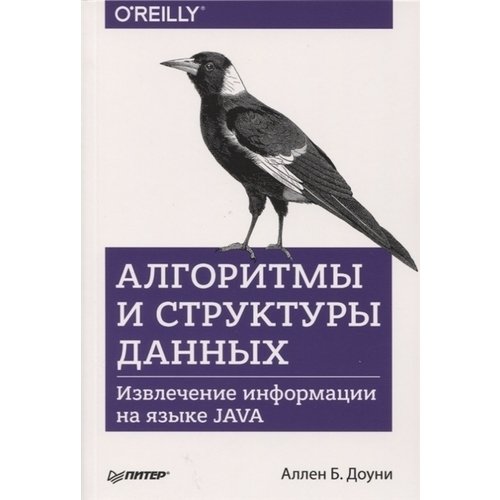 O'REILLY®
АЛГОРИТМЫ
И СТРУКТУРЫ
ДАННЫХ
Извлечение информации
на языке JAVA
ПИТЕР®
Аллен Б. Доуни